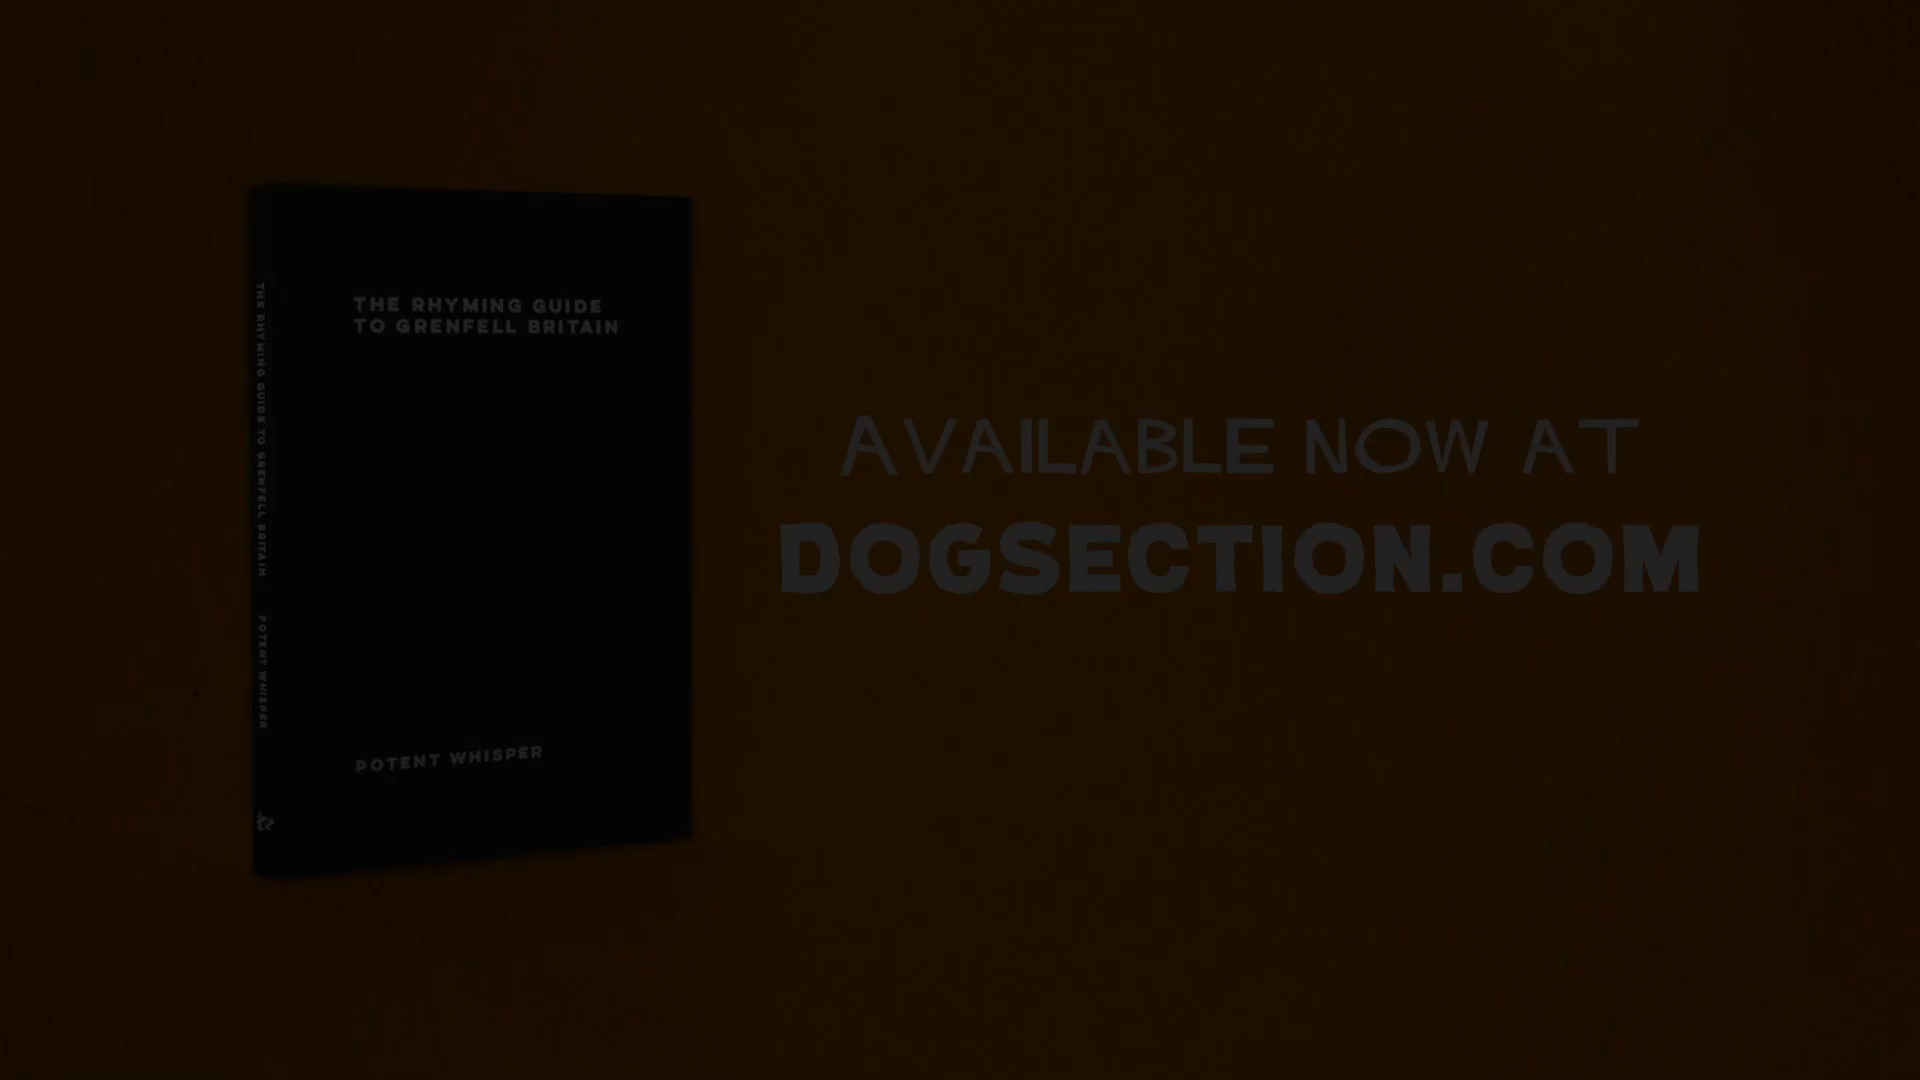 THE RHYMING GUIDE
TO GRENFELL BRITAIN
POTENT WHISPER
THE RHYMING GUIDE TO GRENFELL BRITAIN
POTENT WHISPER
AVAILABLE NOW AT
DOGSECTION.COM